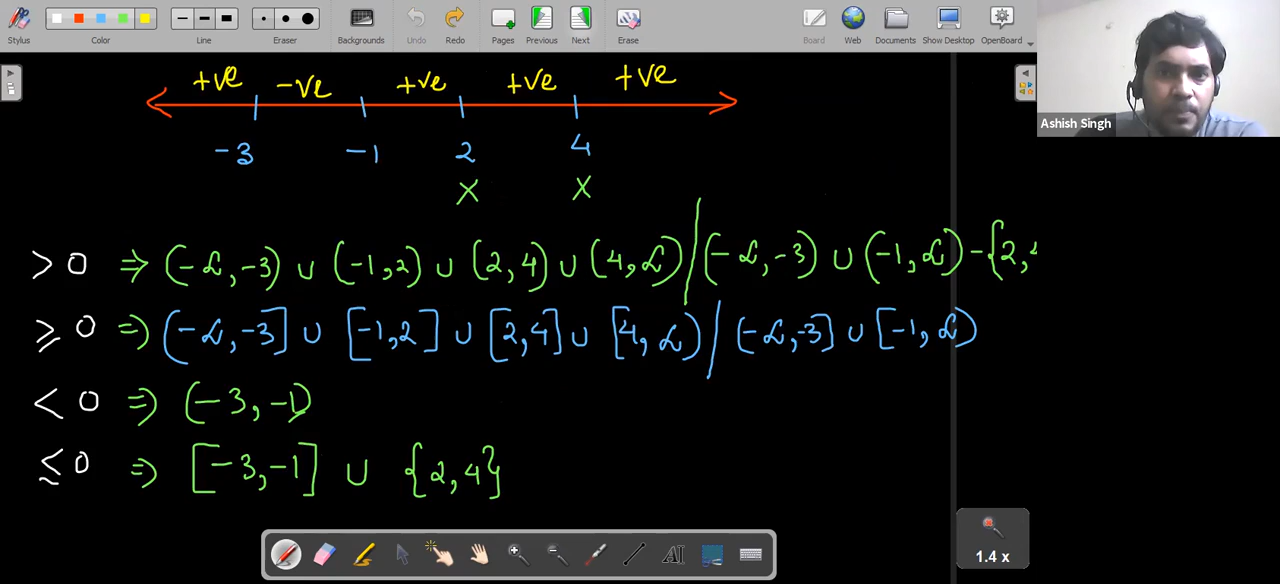 Stylus Color Line Eraser Backgrounds Undo Redo Pages Previous Next Erase Board Web Documents Show Desktop OpenBoard
Ashish Singh
+ve -ve +ve +ve +ve
-3 -1 2 4
X X
> 0 ⇒ (-∞, -3) ∪ (-1, 2) ∪ (2, 4) ∪ (4, ∞) / (-∞, -3) ∪ (-1, ∞) - {2, 4
≥ 0 ⇒ (-∞, -3] ∪ [-1, 2] ∪ [2, 4] ∪ [4, ∞) / (-∞, -3] ∪ [-1, ∞)
< 0 ⇒ (-3, -1)
≤ 0 ⇒ [-3, -1] ∪ {2, 4}
AI
1.4 x